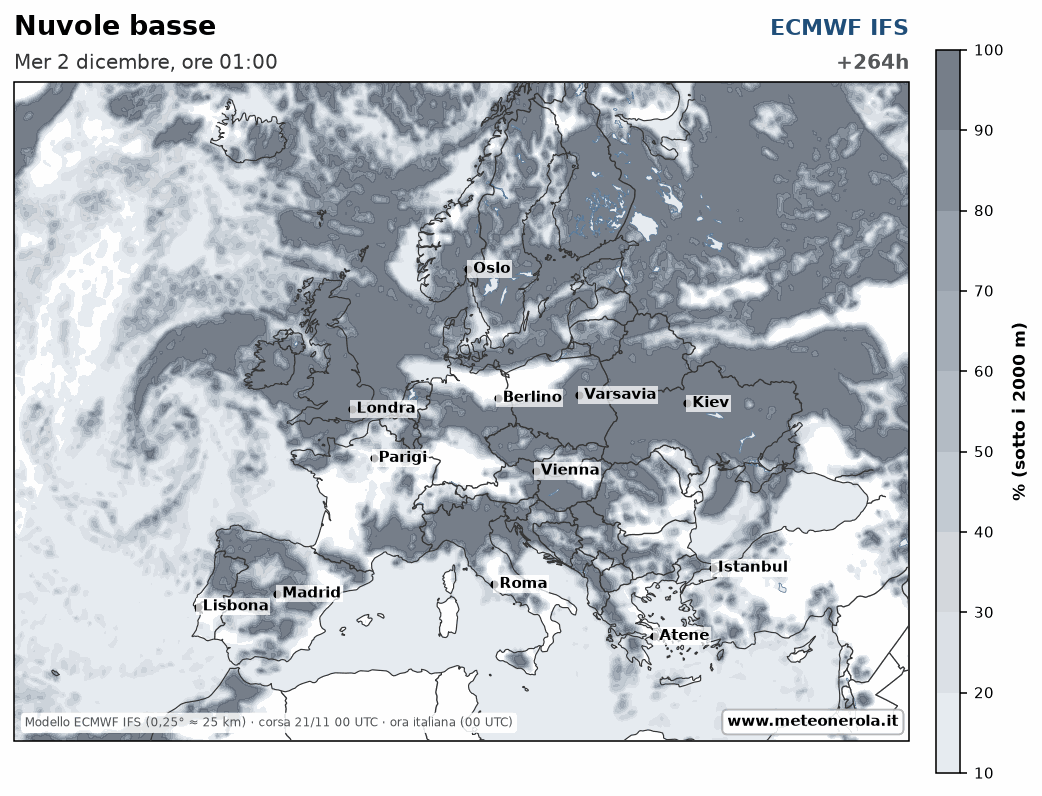 Nuvole basse
ECMWF IFS
Mer 2 dicembre, ore 01:00
+264h
Oslo
Berlino
Varsavia
Kiev
Londra
Parigi
Vienna
Istanbul
Roma
Madrid
Lisbona
Atene
Modello ECMWF IFS (0,25° ≈ 25 km) · corsa 21/11 00 UTC · ora italiana (00 UTC)
www.meteonerola.it
100
90
80
70
60
50
40
30
20
10
% (sotto i 2000 m)